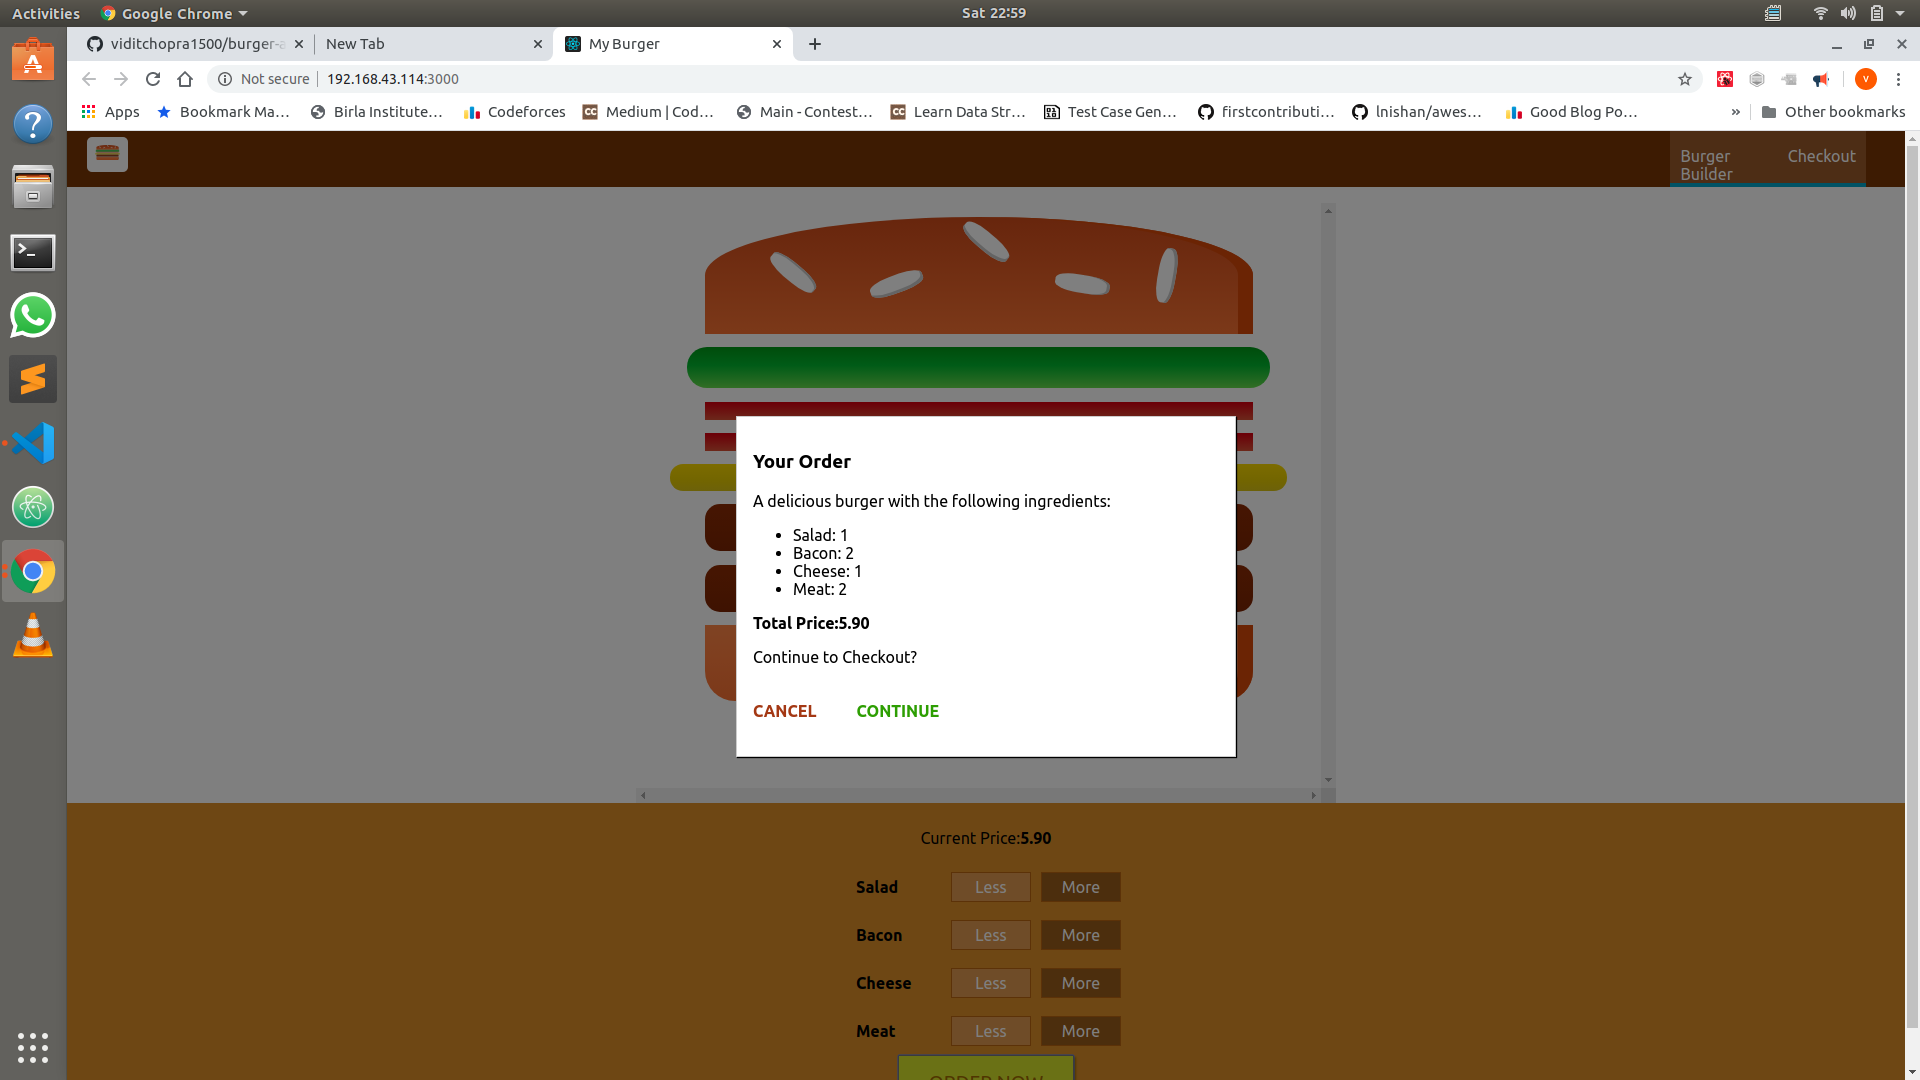 Activities
Google Chrome
Sat 22:59
viditchopra1500/burger-a
New Tab
My Burger
Not secure
192.168.43.114:3000
V
Apps
Bookmark Ma...
Birla Institute...
Codeforces
CC
Medium | Cod...
Main - Contest...
CC
Learn Data Str...
Test Case Gen...
firstcontributi...
lnishan/awes...
Good Blog Po...
»
Other bookmarks
Burger
Builder
Checkout
Your Order
A delicious burger with the following ingredients:
• Salad: 1
• Bacon: 2
• Cheese: 1
• Meat: 2
Total Price:5.90
Continue to Checkout?
CANCEL
CONTINUE
Current Price:5.90
Salad
Less
More
Bacon
Less
More
Cheese
Less
More
Meat
Less
More
ORDER NOW